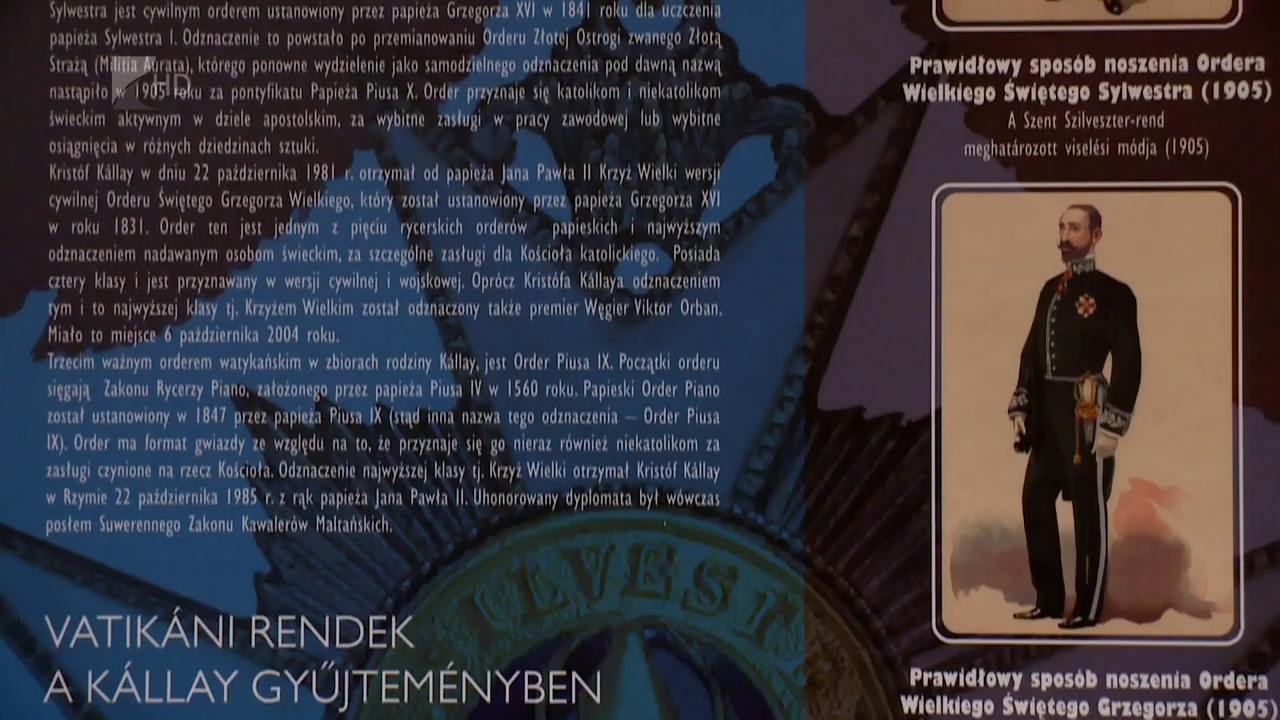 Sylwestra jest cywilnym orderem ustanowiony przez papieża Grzegorza XVI w 1841 roku dla uczczenia
papieża Sylwestra I. Odznaczenie to powstało po przemianowaniu Orderu Złotej Ostrogi zwanego Złotą
Strażą (Militia Aurata), którego ponowne wydzielenie jako samodzielnego odznaczenia pod dawną nazwą
nastąpiło w 1905 roku za pontyfikatu Papieża Piusa X. Order przyznaje się katolikom i niekatolikom
świeckim aktywnym w dziele apostolskim, za wybitne zasługi w pracy zawodowej lub wybitne
osiągnięcia w różnych dziedzinach sztuki.
Kristóf Kállay w dniu 22 października 1981 r. otrzymał od papieża Jana Pawła II Krzyż Wielki wersji
cywilnej Orderu Świętego Grzegorza Wielkiego, który został ustanowiony przez papieża Grzegorza XVI
w roku 1831. Order ten jest jednym z pięciu rycerskich orderów papieskich i najwyższym
odznaczeniem nadawanym osobom świeckim, za szczególne zasługi dla Kościoła katolickiego. Posiada
cztery klasy i jest przyznawany w wersji cywilnej i wojskowej. Oprócz Kristófa Kállaya odznaczeniem
tym i to najwyższej klasy tj. Krzyżem Wielkim został odznaczony także premier Węgier Viktor Orban.
Miało to miejsce 6 października 2004 roku.
Trzecim ważnym orderem watykańskim w zbiorach rodziny Kállay, jest Order Piusa IX. Początki orderu
sięgają Zakonu Rycerzy Piano, założonego przez papieża Piusa IV w 1560 roku. Papieski Order Piano
został ustanowiony w 1847 przez papieża Piusa IX (stąd inna nazwa tego odznaczenia – Order Piusa
IX). Order ma format gwiazdy ze względu na to, że przyznaje się go nieraz również niekatolikom za
zasługi czynione na rzecz Kościoła. Odznaczenie najwyższej klasy tj. Krzyż Wielki otrzymał Kristóf Kállay
w Rzymie 22 października 1985 r. z rąk papieża Jana Pawła II. Uhonorowany dyplomata był wówczas
posłem Suwerennego Zakonu Kawalerów Maltańskich.
VATIKÁNI RENDEK
A KÁLLAY GYŰJTEMÉNYBEN
HD
ILVEST
Prawidłowy sposób noszenia Ordera
Wielkiego Świętego Sylwestra (1905)
A Szent Szilveszter-rend
meghatározott viselési módja (1905)
Prawidłowy sposób noszenia Ordera
Wielkiego Świętego Grzegorza (1905)